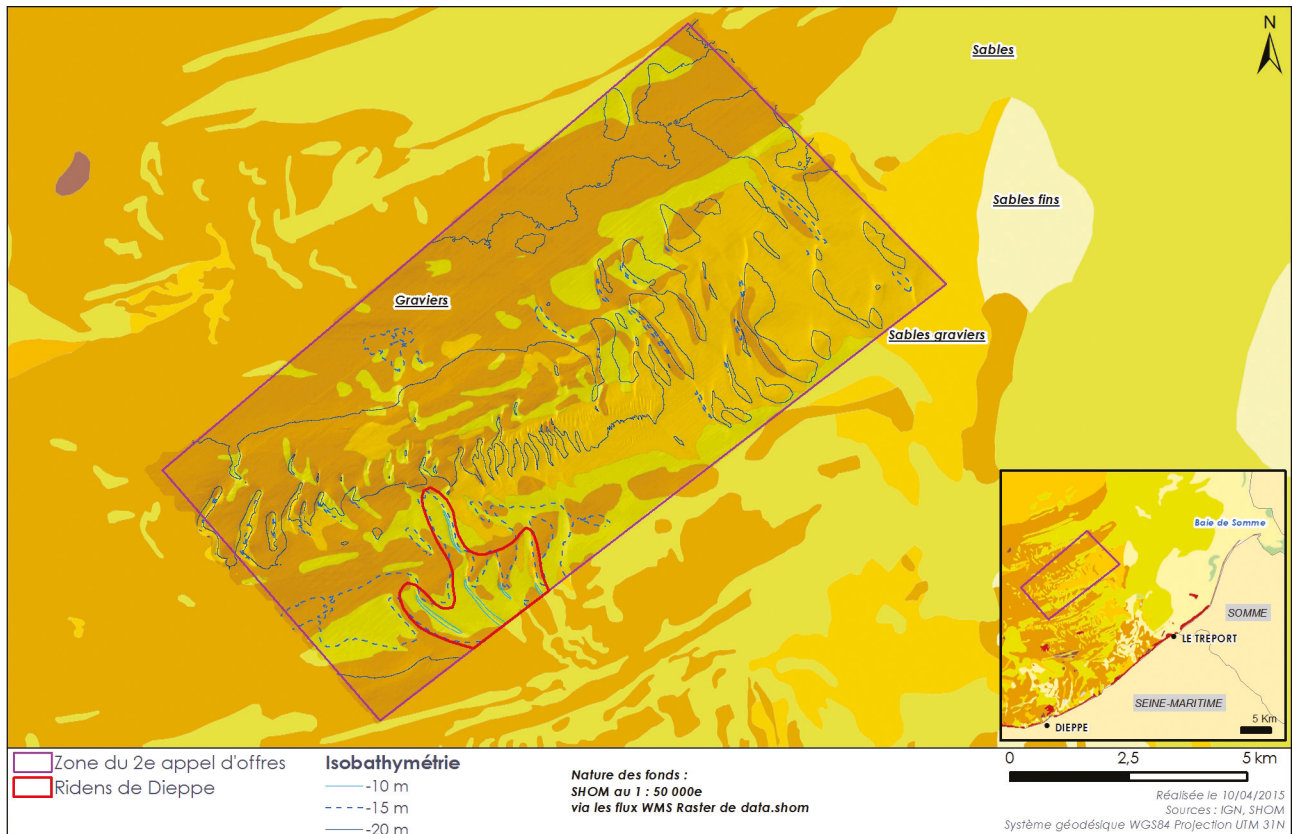 N
Sables
Sables fins
Graviers
Sables graviers
Baie de Somme
SOMME
LE TREPORT
SEINE-MARITIME
5 Km
DIEPPE
Zone du 2e appel d'offres
Ridens de Dieppe
Isobathymétrie
-10 m
-15 m
-20 m
Nature des fonds :
SHOM au 1 : 50 000e
via les flux WMS Raster de data.shom
0 2,5 5 km
Réalisée le 10/04/2015
Sources : IGN, SHOM
Système géodésique WGS84 Projection UTM 31N